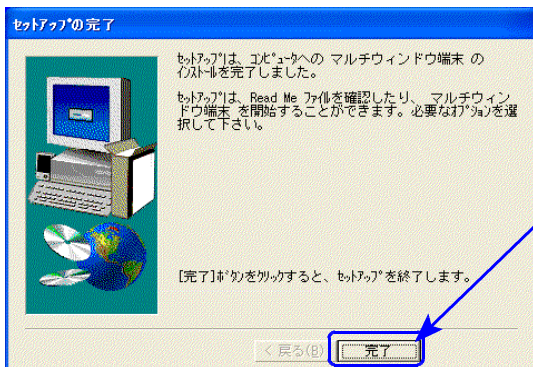 ｾｯﾄｱｯﾌﾟの完了
ｾｯﾄｱｯﾌﾟは、ｺﾝﾋﾟｭｰﾀへの マルチウィンドウ端末 の
ｲﾝｽﾄｰﾙを完了しました。
ｾｯﾄｱｯﾌﾟは、Read Me ﾌｧｲﾙを確認したり、 マルチウィン
ドウ端末 を開始することができます。必要なｵﾌﾟｼｮﾝを選
択して下さい。
[完了]ﾎﾞﾀﾝをｸﾘｯｸすると、ｾｯﾄｱｯﾌﾟを終了します。
< 戻る(B) 完了